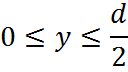 0 ≤ y ≤ d/2